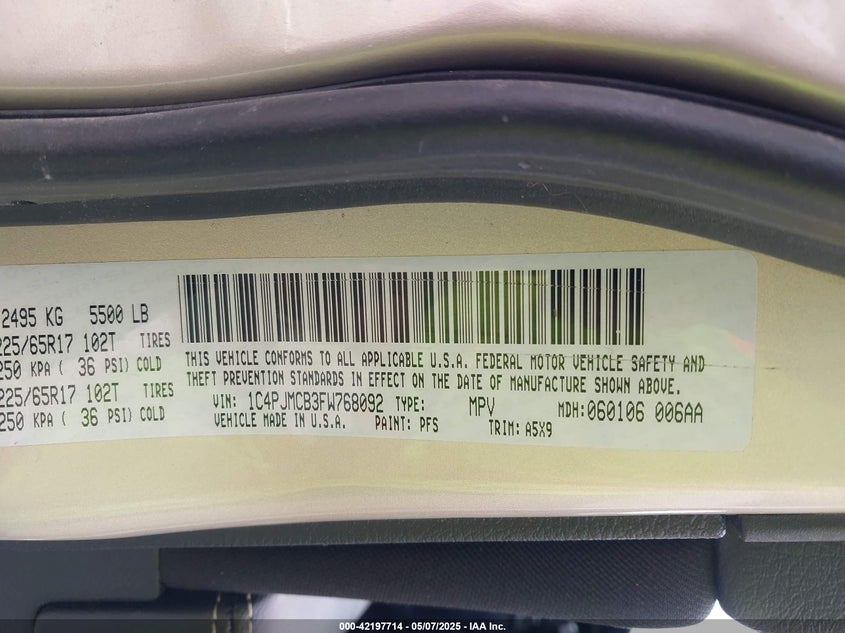 2495 KG 5500 LB
225/65R17 102T TIRES
250 KPA ( 36 PSI) COLD
225/65R17 102T TIRES
250 KPA ( 36 PSI) COLD
THIS VEHICLE CONFORMS TO ALL APPLICABLE U.S.A. FEDERAL MOTOR VEHICLE SAFETY AND
THEFT PREVENTION STANDARDS IN EFFECT ON THE DATE OF MANUFACTURE SHOWN ABOVE.
VIN: 1C4PJMCB3FW768092 TYPE: MPV MDH:060106 006AA
VEHICLE MADE IN U.S.A. PAINT: PFS TRIM: A5X9
000-42197714 - 05/07/2025 - IAA Inc.